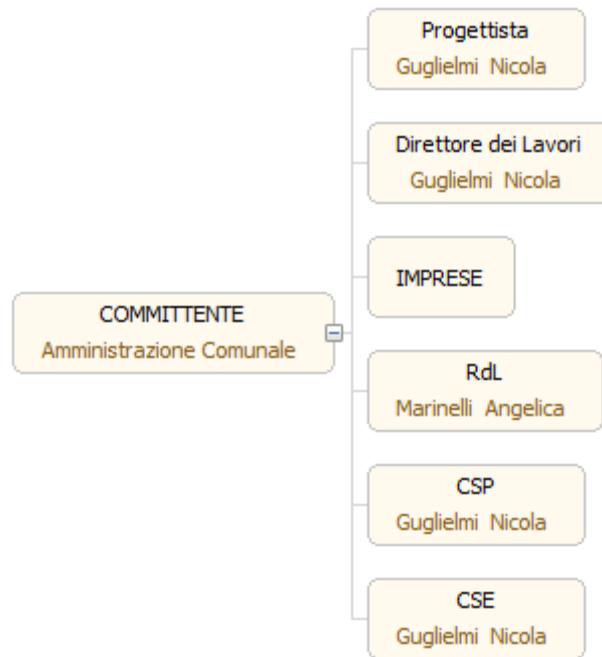 Progettista
Guglielmi Nicola
Direttore dei Lavori
Guglielmi Nicola
IMPRESE
COMMITTENTE
Amministrazione Comunale
RdL
Marinelli Angelica
CSP
Guglielmi Nicola
CSE
Guglielmi Nicola